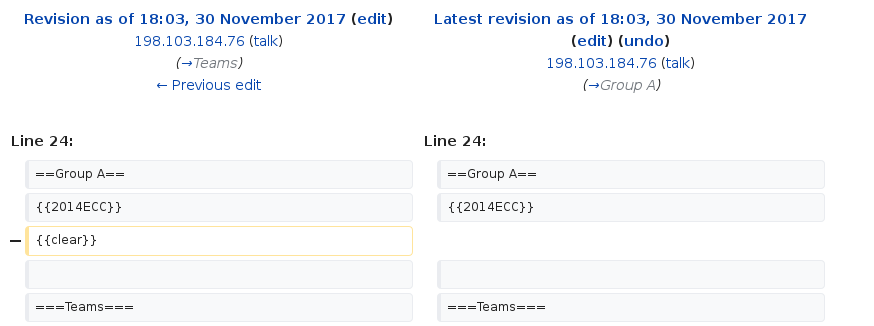 Revision as of 18:03, 30 November 2017 (edit)
198.103.184.76 (talk)
(→Teams)
← Previous edit
Latest revision as of 18:03, 30 November 2017
(edit) (undo)
198.103.184.76 (talk)
(→Group A)
Line 24:
Line 24:
==Group A==
==Group A==
{{2014ECC}}
{{2014ECC}}
− {{clear}}
===Teams===
===Teams===